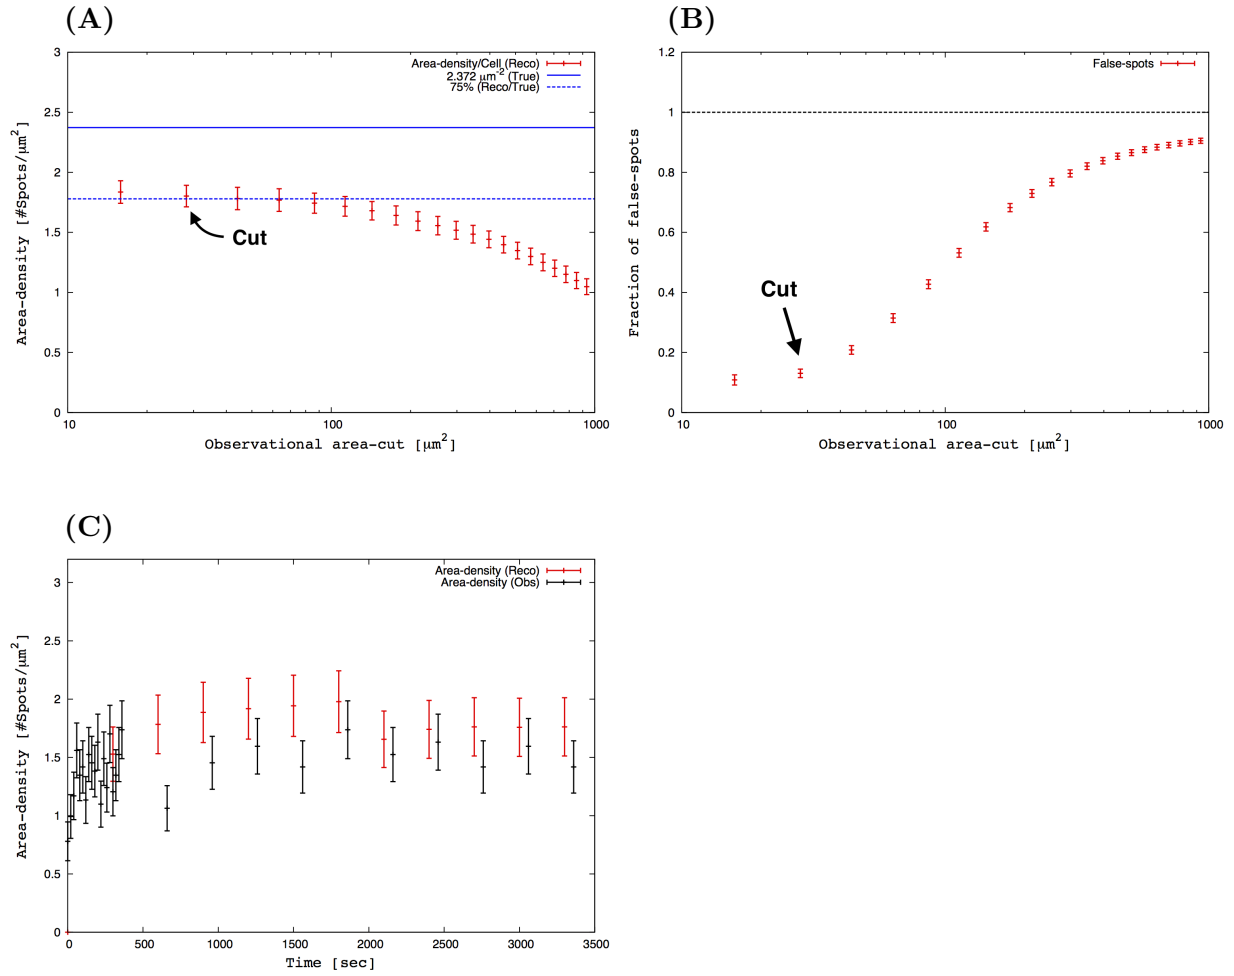 (A)
Area-density [#Spots/μm²]
3
2.5
2
1.5
1
0.5
0
Area-density/Cell (Reco)
2.372 μm⁻² (True)
75% (Reco/True)
Cut
10
100
1000
Observational area-cut [μm²]
(B)
Fraction of false-spots
1.2
1
0.8
0.6
0.4
0.2
0
False-spots
Cut
10
100
1000
Observational area-cut [μm²]
(C)
Area-density [#Spots/μm²]
3
2.5
2
1.5
1
0.5
0
Area-density (Reco)
Area-density (Obs)
0
500
1000
1500
2000
2500
3000
3500
Time [sec]